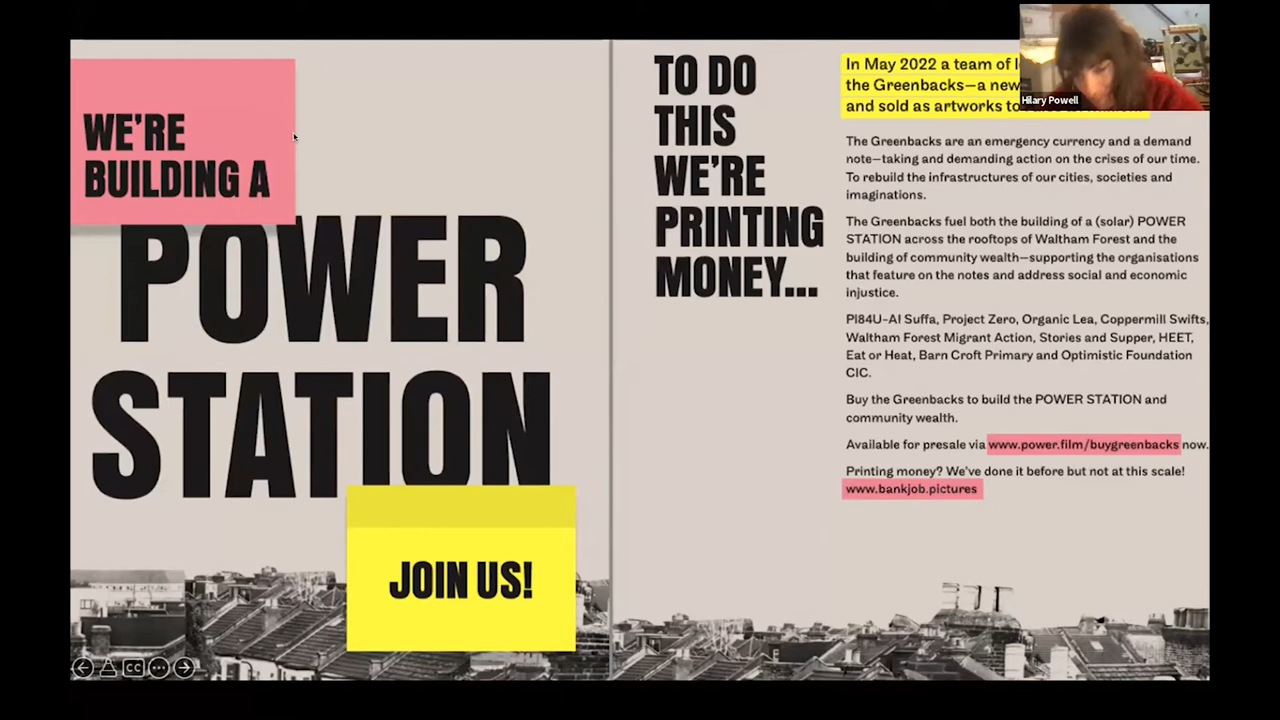 WE'RE
BUILDING A
POWER
STATION
JOIN US!
TO DO
THIS
WE'RE
PRINTING
MONEY...
In May 2022 a team of
the Greenbacks—a new
and sold as artworks to
The Greenbacks are an emergency currency and a demand
note—taking and demanding action on the crises of our time.
To rebuild the infrastructures of our cities, societies and
imaginations.
The Greenbacks fuel both the building of a (solar) POWER
STATION across the rooftops of Waltham Forest and the
building of community wealth—supporting the organisations
that feature on the notes and address social and economic
injustice.
PI84U-A! Suffa, Project Zero, Organic Lea, Coppermill Swifts,
Waltham Forest Migrant Action, Stories and Supper, HEET,
Eat or Heat, Barn Croft Primary and Optimistic Foundation
CIC.
Buy the Greenbacks to build the POWER STATION and
community wealth.
Available for presale via www.power.film/buygreenbacks now.
Printing money? We've done it before but not at this scale!
www.bankjob.pictures
Hilary Powell
CC